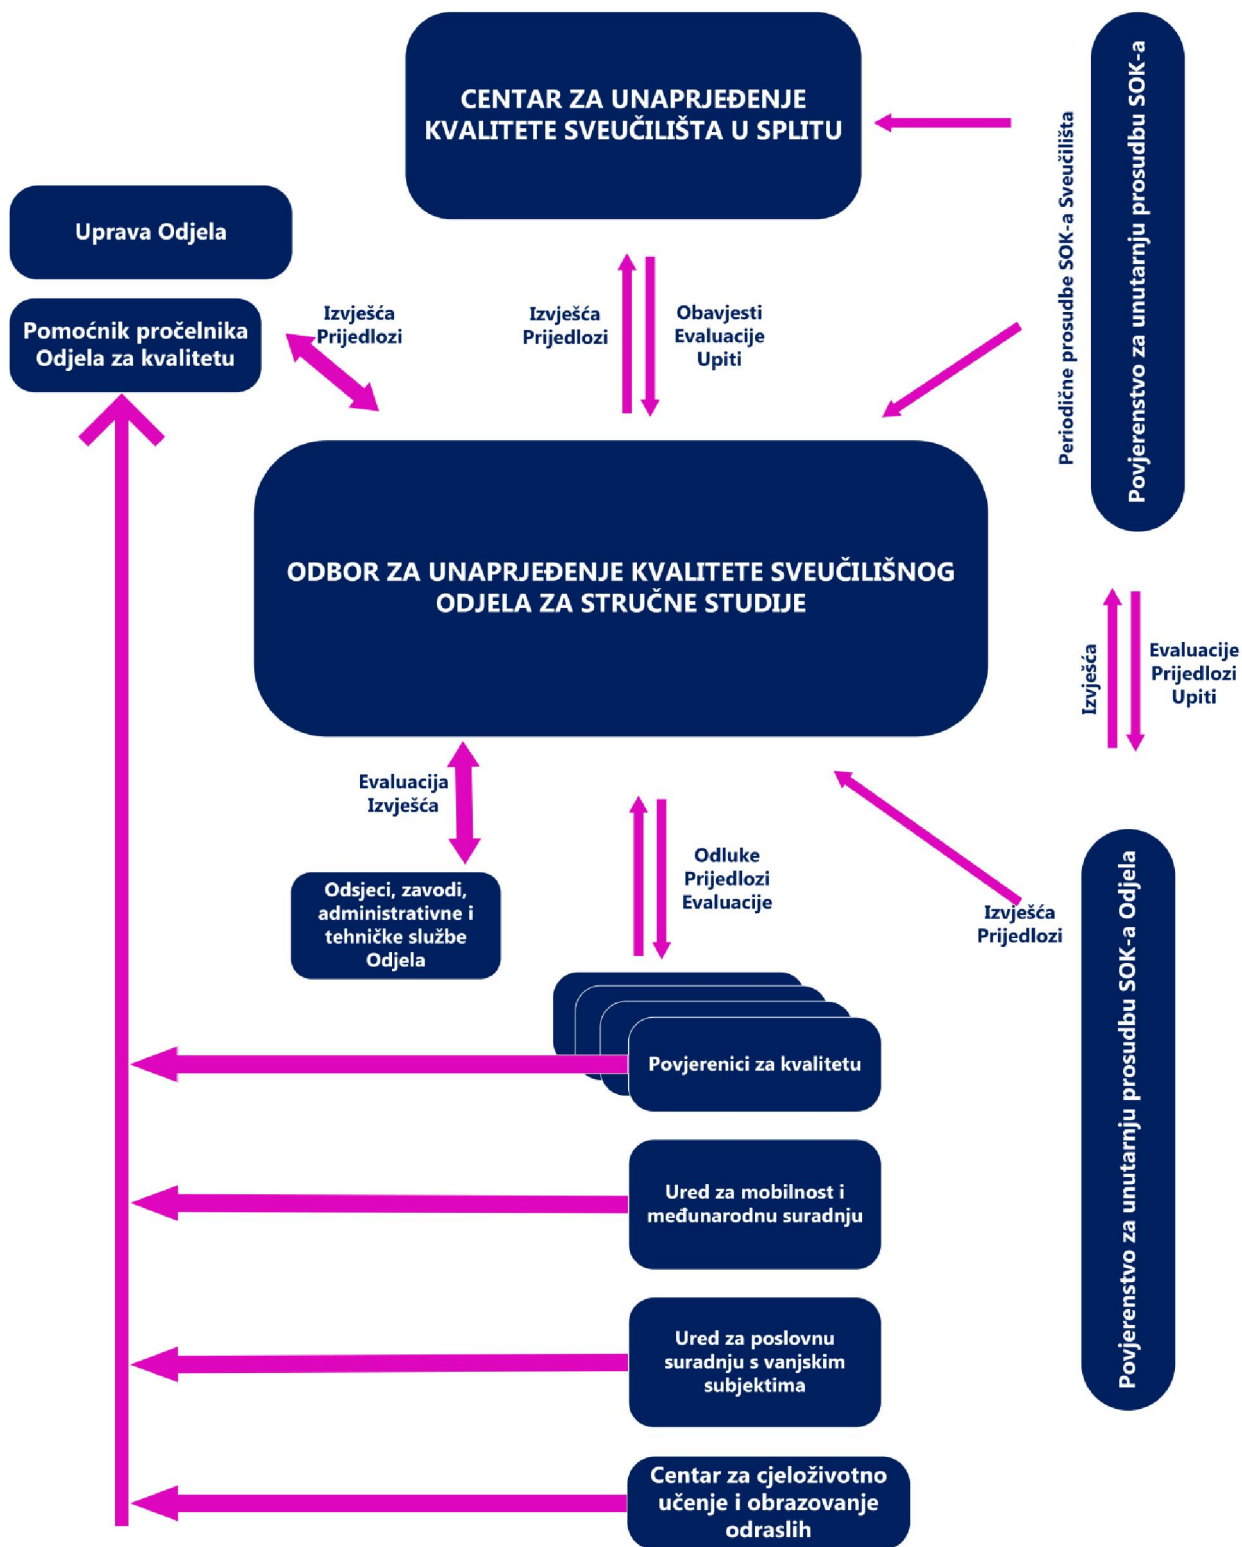 CENTAR ZA UNAPRJEĐENJE
KVALITETE SVEUČILIŠTA U SPLITU
Povjerenstvo za unutarnju prosudbu SOK-a
Periodične prosudbe SOK-a Sveučilišta
Uprava Odjela
Pomoćnik pročelnika
Odjela za kvalitetu
Izvješća
Prijedlozi
Izvješća
Prijedlozi
Obavjesti
Evaluacije
Upiti
ODBOR ZA UNAPRJEĐENJE KVALITETE SVEUČILIŠNOG
ODJELA ZA STRUČNE STUDIJE
Izvješća
Evaluacije
Prijedlozi
Upiti
Evaluacija
Izvješća
Odluke
Prijedlozi
Evaluacije
Izvješća
Prijedlozi
Povjerenstvo za unutarnju prosudbu SOK-a Odjela
Odsjeci, zavodi,
administrativne i
tehničke službe
Odjela
Povjerenici za kvalitetu
Ured za mobilnost i
međunarodnu suradnju
Ured za poslovnu
suradnju s vanjskim
subjektima
Centar za cjeloživotno
učenje i obrazovanje
odraslih